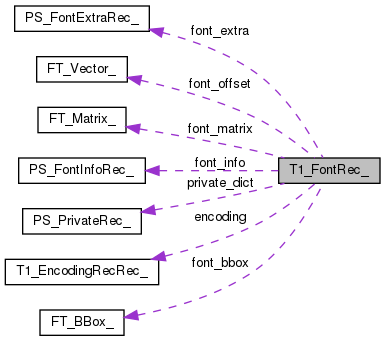 PS_FontExtraRec_
font_extra
FT_Vector_
font_offset
FT_Matrix_
font_matrix
PS_FontInfoRec_
font_info
T1_FontRec_
private_dict
PS_PrivateRec_
encoding
T1_EncodingRecRec_
font_bbox
FT_BBox_